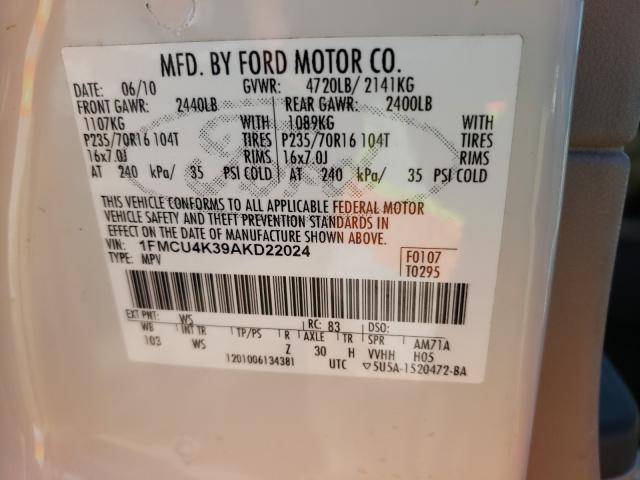 MFD. BY FORD MOTOR CO.
DATE: 06/10 GVWR: 4720LB/ 2141KG
FRONT GAWR: 2440LB REAR GAWR: 2400LB
1107KG WITH 1089KG WITH
P235/70R16 104T TIRES P235/70R16 104T TIRES
16x7.0J RIMS 16x7.0J RIMS
AT 240 kPa/ 35 PSI COLD AT 240 kPa/ 35 PSI COLD
THIS VEHICLE CONFORMS TO ALL APPLICABLE FEDERAL MOTOR
VEHICLE SAFETY AND THEFT PREVENTION STANDARDS IN
EFFECT ON THE DATE OF MANUFACTURE SHOWN ABOVE.
VIN: 1FMCU4K39AKD22024 F0107
TYPE: MPV T0295
EXT PNT: WS RC: 83 DSO:
WB INT TR TP/PS R AXLE TR SPR AM71A
103 WS Z 30 H VVHH H05
1201006134381 UTC ▽5U5A-1520472-BA
Ford